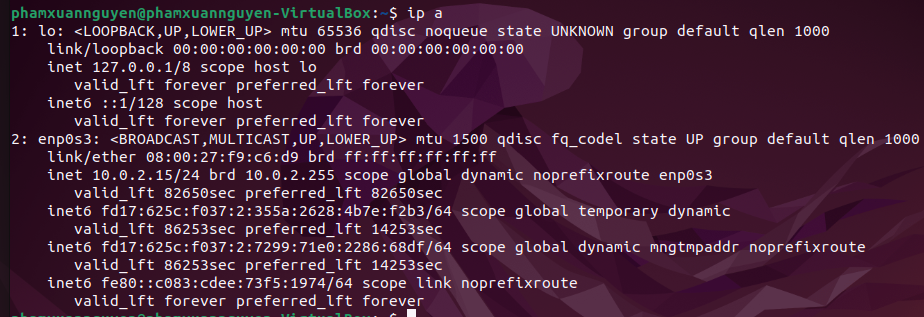 phamxuannguyen@phamxuannguyen-VirtualBox:~$ ip a
1: lo: <LOOPBACK,UP,LOWER_UP> mtu 65536 qdisc noqueue state UNKNOWN group default qlen 1000
    link/loopback 00:00:00:00:00:00 brd 00:00:00:00:00:00
    inet 127.0.0.1/8 scope host lo
       valid_lft forever preferred_lft forever
    inet6 ::1/128 scope host
       valid_lft forever preferred_lft forever
2: enp0s3: <BROADCAST,MULTICAST,UP,LOWER_UP> mtu 1500 qdisc fq_codel state UP group default qlen 1000
    link/ether 08:00:27:f9:c6:d9 brd ff:ff:ff:ff:ff:ff
    inet 10.0.2.15/24 brd 10.0.2.255 scope global dynamic noprefixroute enp0s3
       valid_lft 82650sec preferred_lft 82650sec
    inet6 fd17:625c:f037:2:355a:2628:4b7e:f2b3/64 scope global temporary dynamic
       valid_lft 86253sec preferred_lft 14253sec
    inet6 fd17:625c:f037:2:7299:71e0:2286:68df/64 scope global dynamic mngtmpaddr noprefixroute
       valid_lft 86253sec preferred_lft 14253sec
    inet6 fe80::c083:cdee:73f5:1974/64 scope link noprefixroute
       valid_lft forever preferred_lft forever
phamxuannguyen@phamxuannguyen-VirtualBox:~$